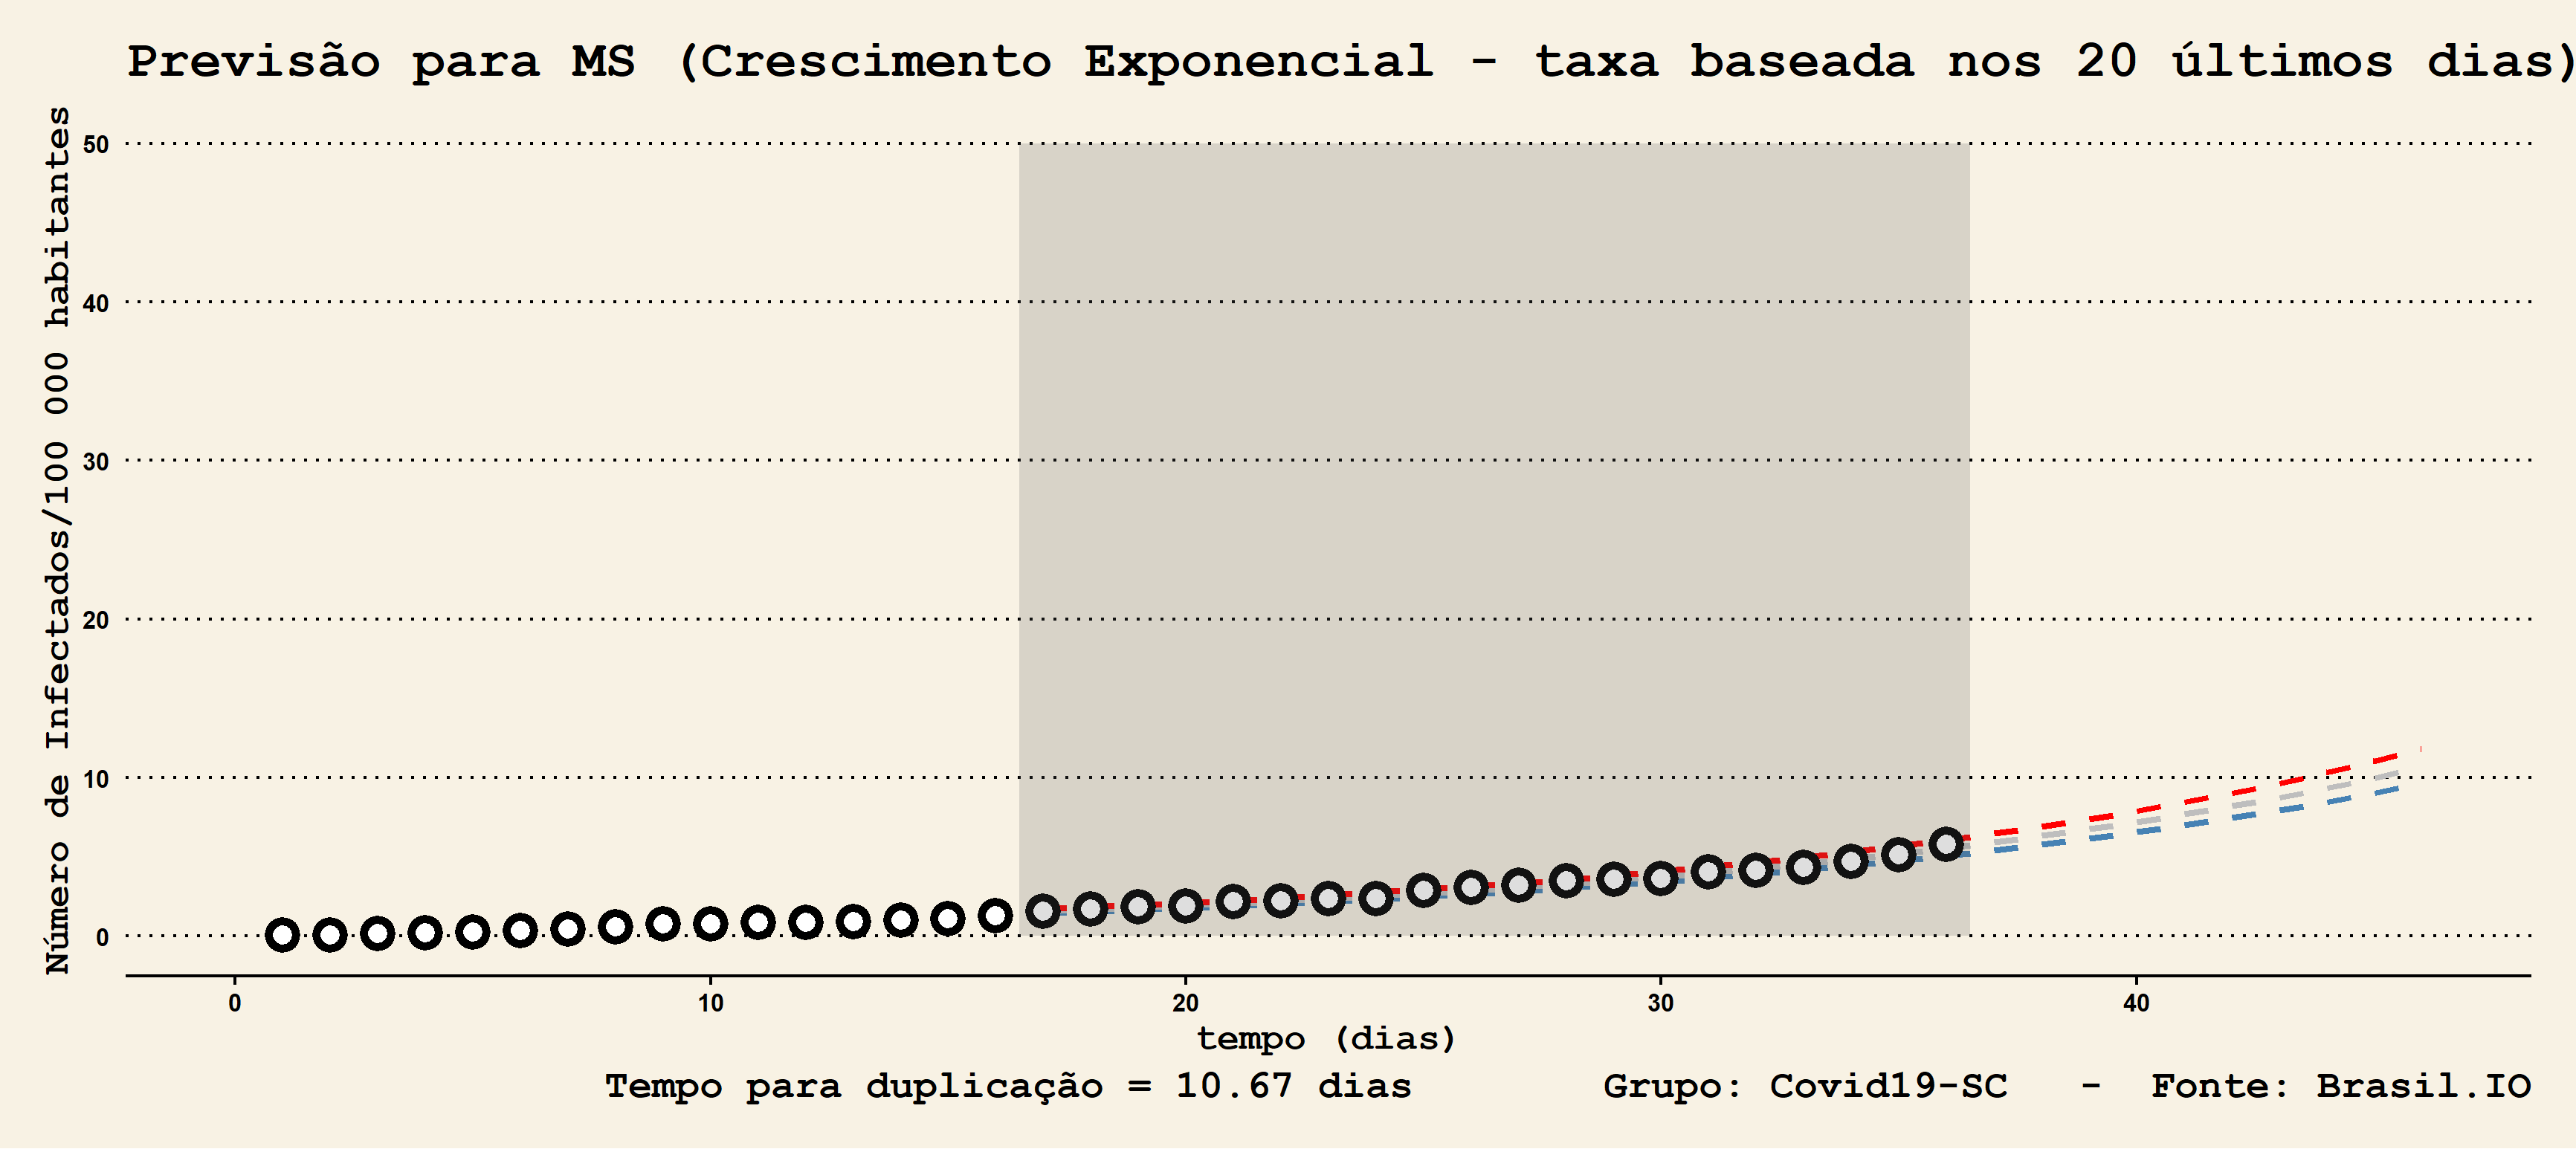 Previsão para MS (Crescimento Exponencial - taxa baseada nos 20 últimos dias)
Número de Infectados/100 000 habitantes
50
40
30
20
10
0
0 10 20 30 40
tempo (dias)
Tempo para duplicação = 10.67 dias Grupo: Covid19-SC - Fonte: Brasil.IO